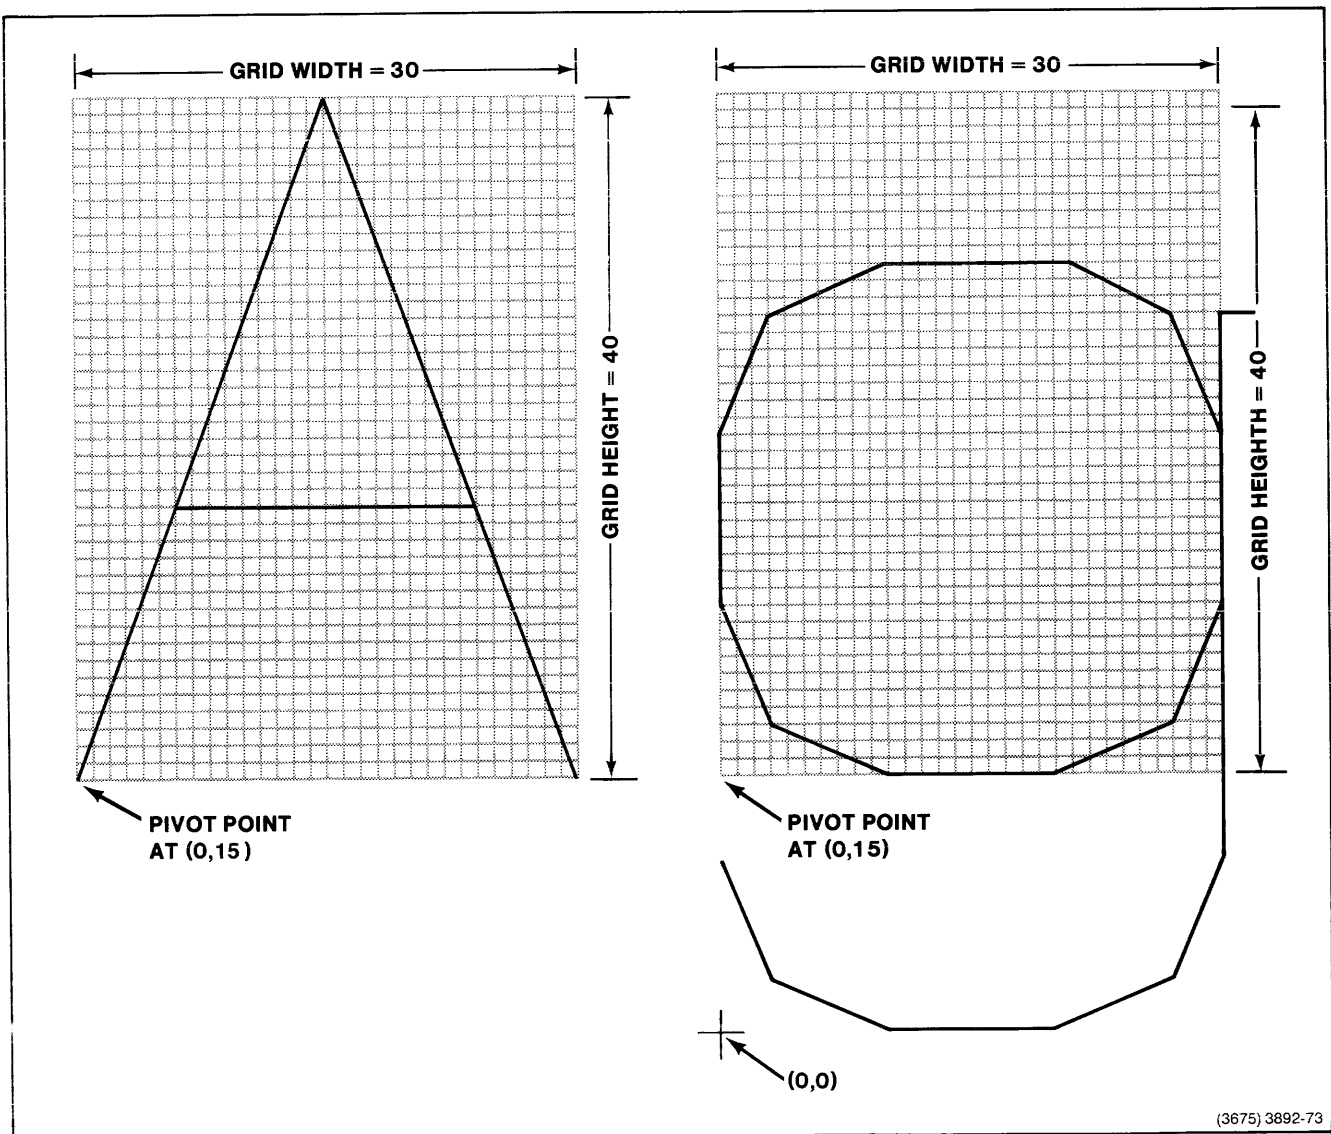 GRID WIDTH = 30
GRID HEIGHT = 40
PIVOT POINT
AT (0,15)
GRID WIDTH = 30
GRID HEIGHTH = 40
PIVOT POINT
AT (0,15)
(0,0)
(3675) 3892-73